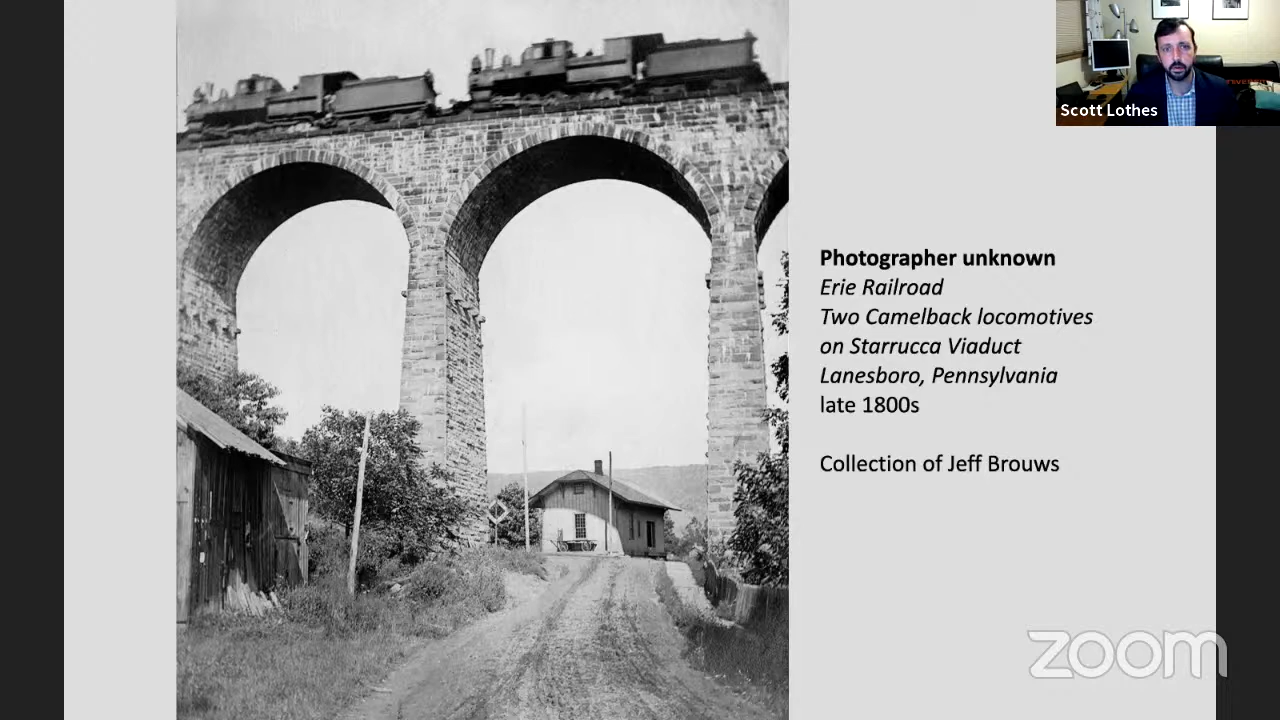 Scott Lothes
Photographer unknown
Erie Railroad
Two Camelback locomotives
on Starrucca Viaduct
Lanesboro, Pennsylvania
late 1800s
Collection of Jeff Brouws
zoom